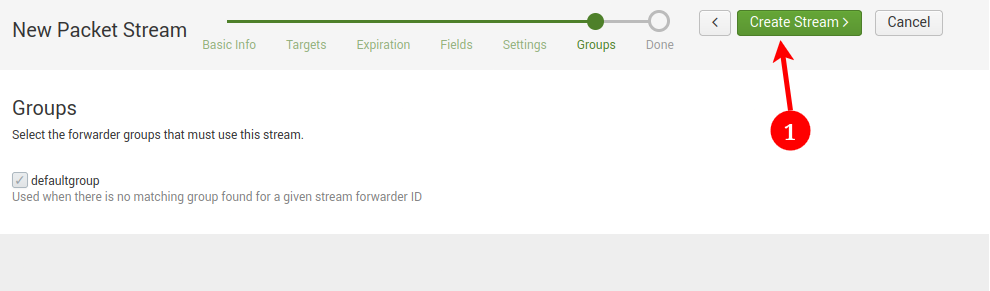 New Packet Stream
Basic Info Targets Expiration Fields Settings Groups Done
< Create Stream > Cancel
1
Groups
Select the forwarder groups that must use this stream.
defaultgroup
Used when there is no matching group found for a given stream forwarder ID